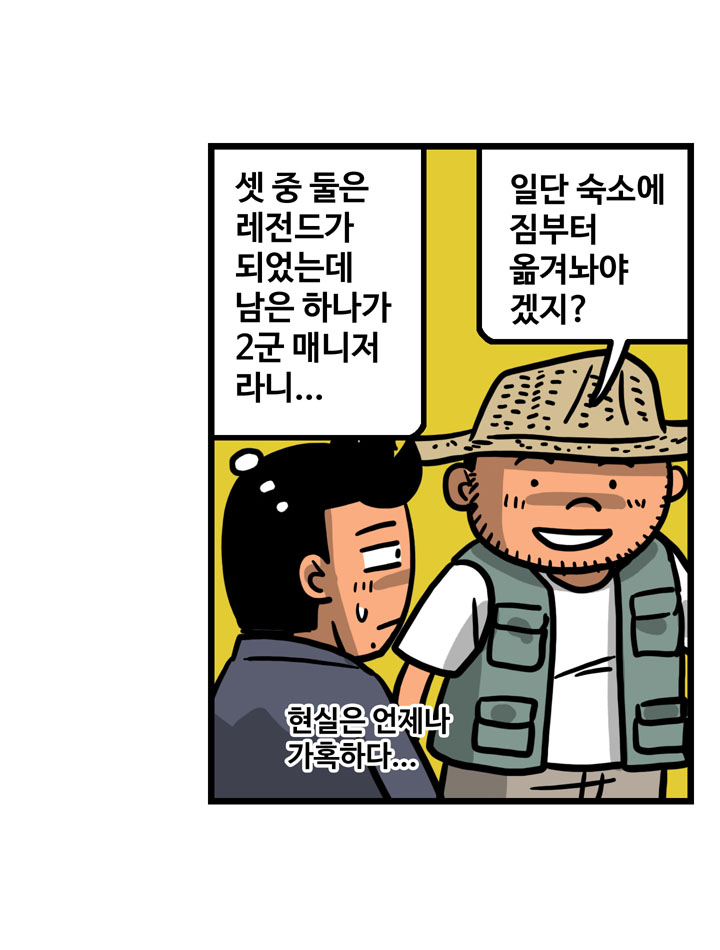 셋 중 둘은
레전드가
되었는데
남은 하나가
2군 매니저
라니...
일단 숙소에
짐부터
옮겨놔야
겠지?
현실은 언제나
가혹하다...